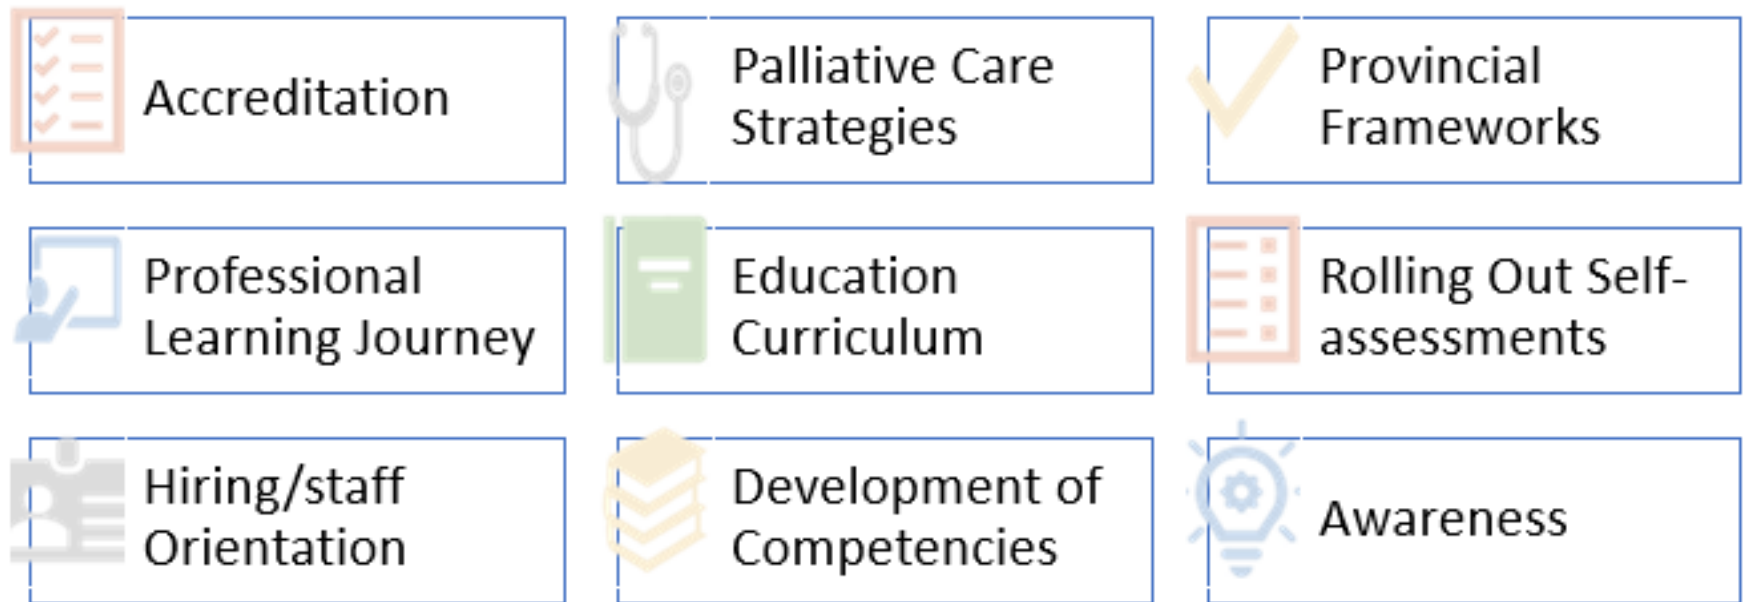 Accreditation
Palliative Care
Strategies
Provincial
Frameworks
Professional
Learning Journey
Education
Curriculum
Rolling Out Self-
assessments
Hiring/staff
Orientation
Development of
Competencies
Awareness